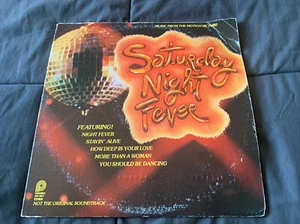 MUSIC FROM THE MOTION PICTURE
Saturday
Night
Fever
FEATURING!
NIGHT FEVER
STAYIN' ALIVE
HOW DEEP IS YOUR LOVE
MORE THAN A WOMAN
YOU SHOULD BE DANCING
NOT THE ORIGINAL SOUNDTRACK